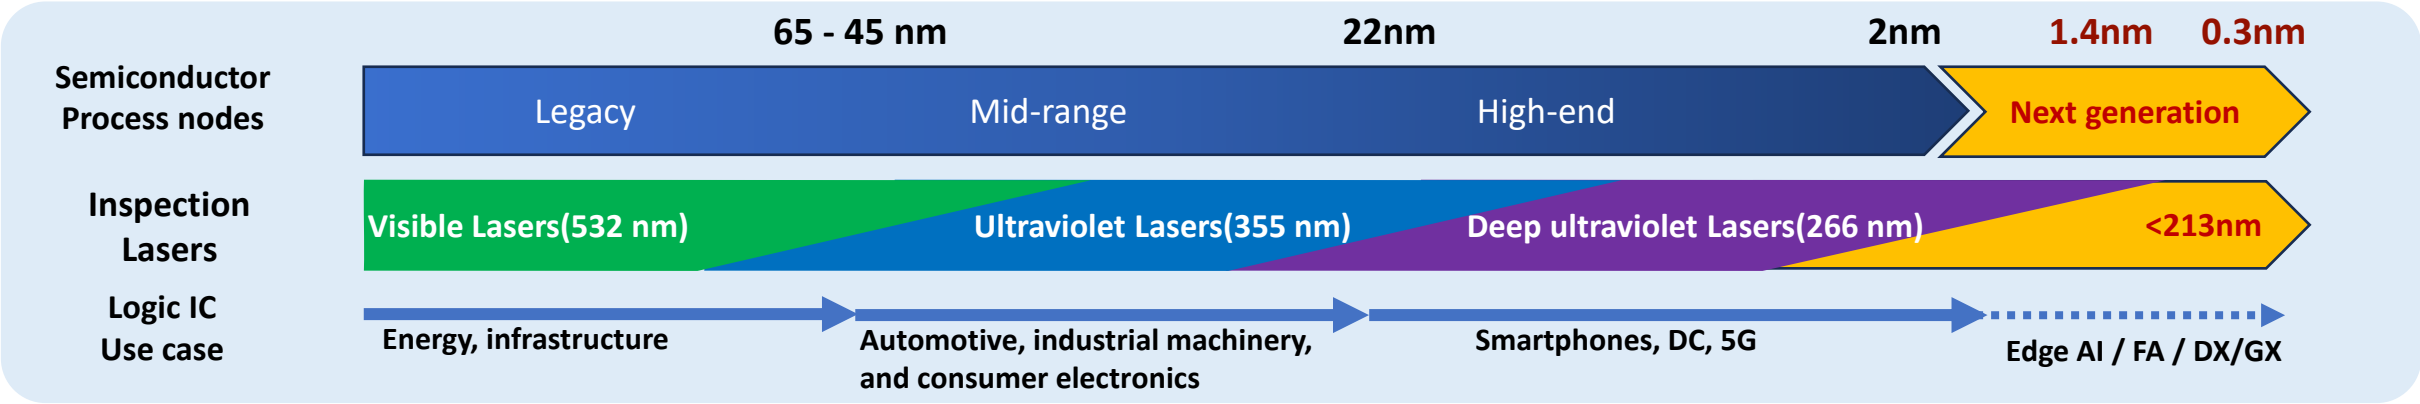 65 - 45 nm
22nm
2nm
1.4nm
0.3nm
Semiconductor
Process nodes
Legacy
Mid-range
High-end
Next generation
Inspection
Lasers
Visible Lasers(532 nm)
Ultraviolet Lasers(355 nm)
Deep ultraviolet Lasers(266 nm)
<213nm
Logic IC
Use case
Energy, infrastructure
Automotive, industrial machinery,
and consumer electronics
Smartphones, DC, 5G
Edge AI / FA / DX/GX